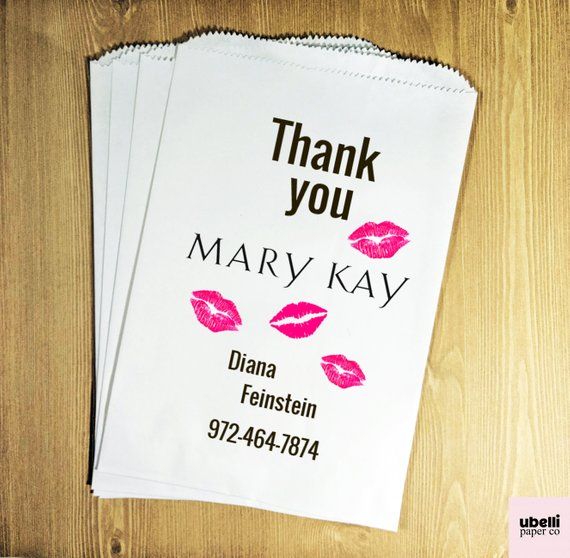 Thank
you
MARY KAY
Diana
Feinstein
972-464-7874
ubelli
paper co